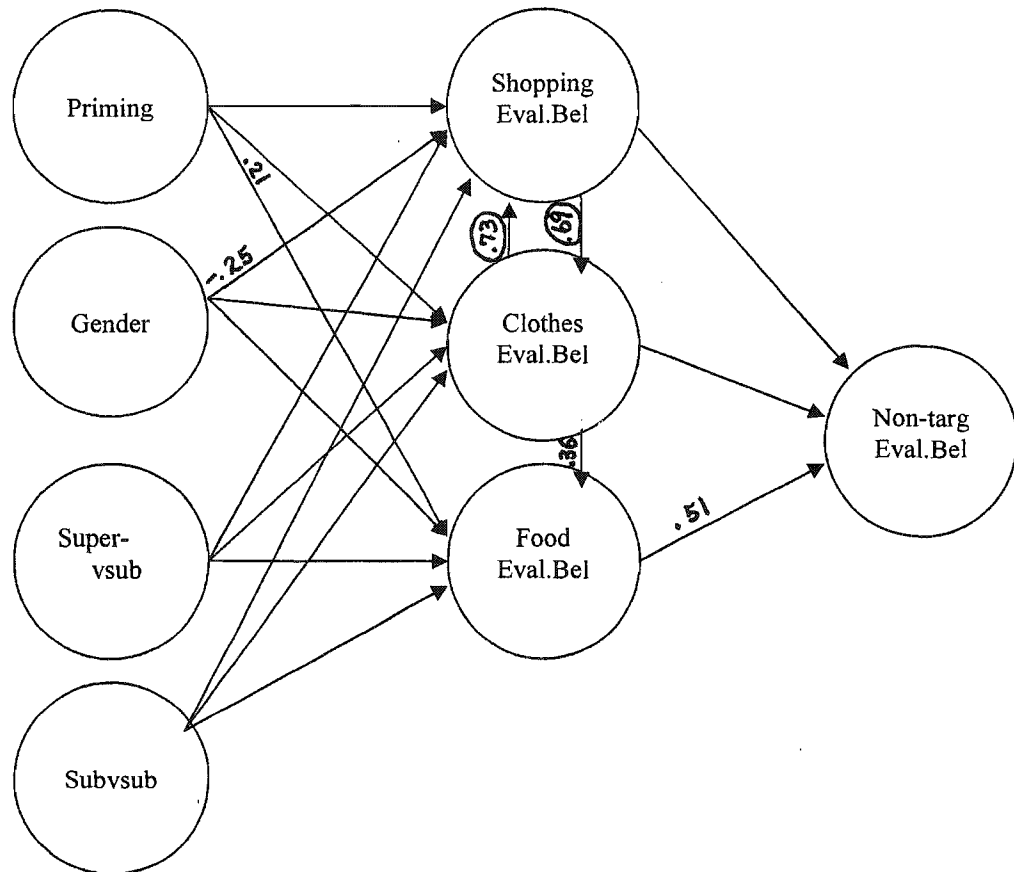 Priming
Shopping
Eval.Bel
.21
-.25
.73
.69
Gender
Clothes
Eval.Bel
Non-targ
Eval.Bel
.36
.51
Super-
vsub
Food
Eval.Bel
Subvsub